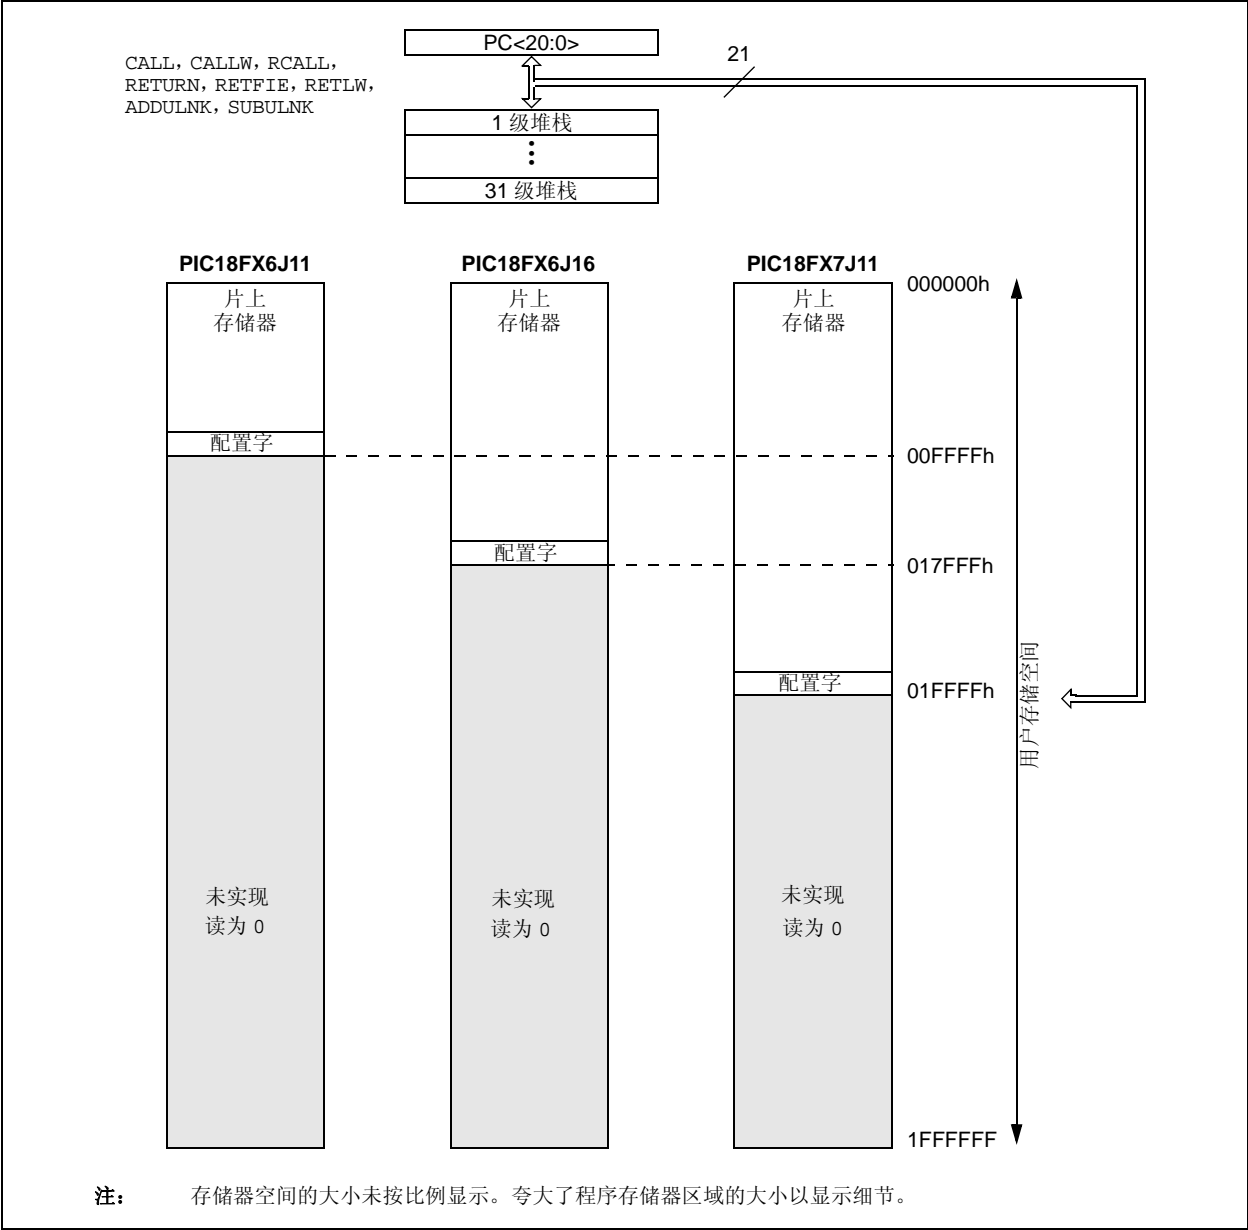 PC<20:0>
21
CALL，CALLW，RCALL，
RETURN，RETFIE，RETLW，
ADDULNK，SUBULNK
1 级堆栈
31 级堆栈
PIC18FX6J11
PIC18FX6J16
PIC18FX7J11
片上
存储器
片上
存储器
片上
存储器
000000h
配置字
00FFFFh
配置字
017FFFh
配置字
01FFFFh
用户存储空间
未实现
读为 0
未实现
读为 0
未实现
读为 0
1FFFFFF
注： 存储器空间的大小未按比例显示。夸大了程序存储器区域的大小以显示细节。